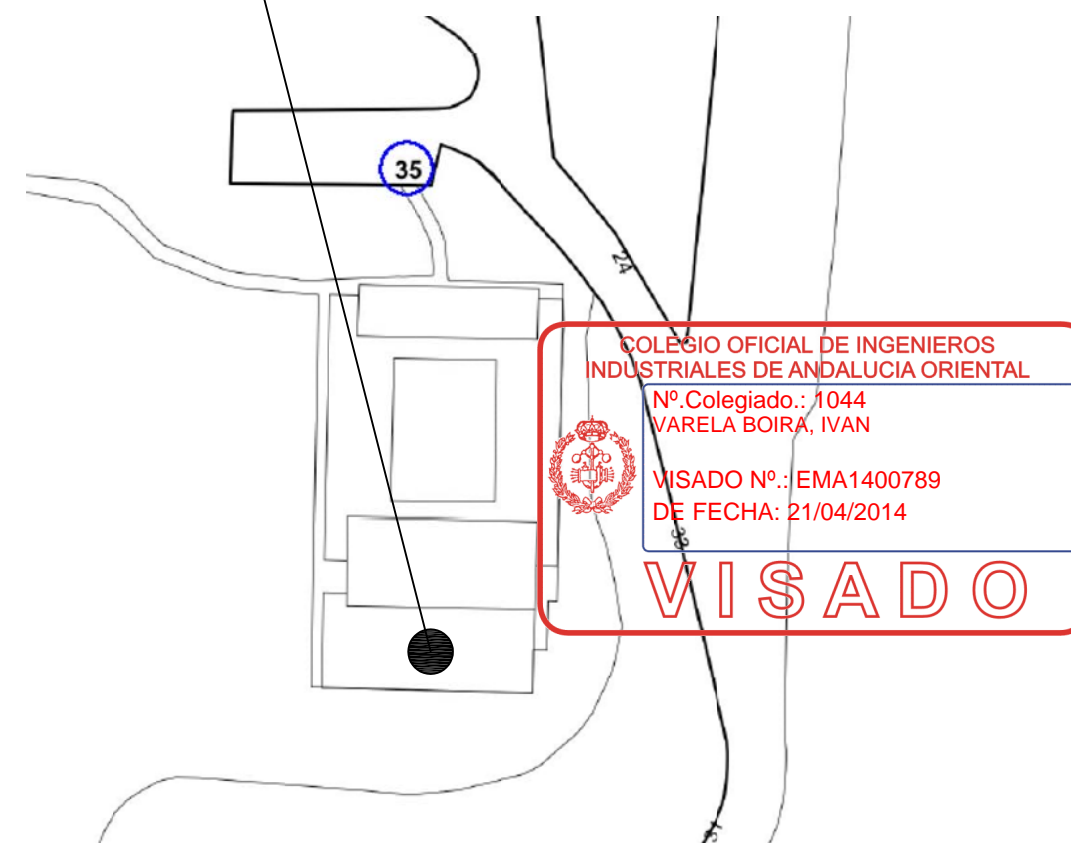 35
24
COLEGIO OFICIAL DE INGENIEROS
INDUSTRIALES DE ANDALUCIA ORIENTAL
Nº.Colegiado.: 1044
VARELA BOIRA, IVAN
VISADO Nº.: EMA1400789
DE FECHA: 21/04/2014
33
VISADO